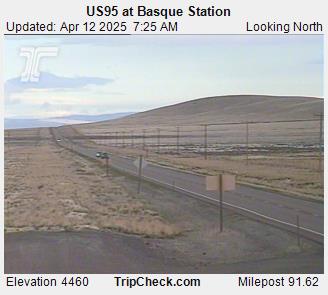 US95 at Basque Station
Updated: Apr 12 2025 7:25 AM Looking North
Elevation 4460 TripCheck.com Milepost 91.62